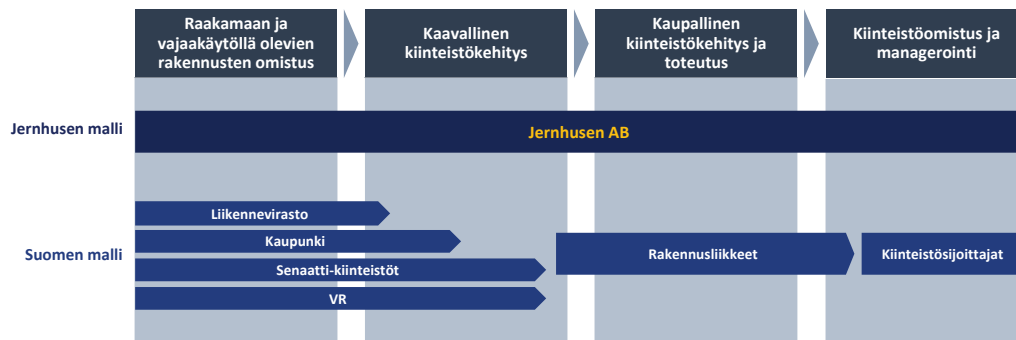 Raakamaan ja
vajaakäytöllä olevien
rakennusten omistus
Kaavallinen
kiinteistökehitys
Kaupallinen
kiinteistökehitys ja
toteutus
Kiinteistöomistus ja
managerointi
Jernhusen malli
Jernhusen AB
Suomen malli
Liikennevirasto
Kaupunki
Senaatti-kiinteistöt
VR
Rakennusliikkeet
Kiinteistösijoittajat